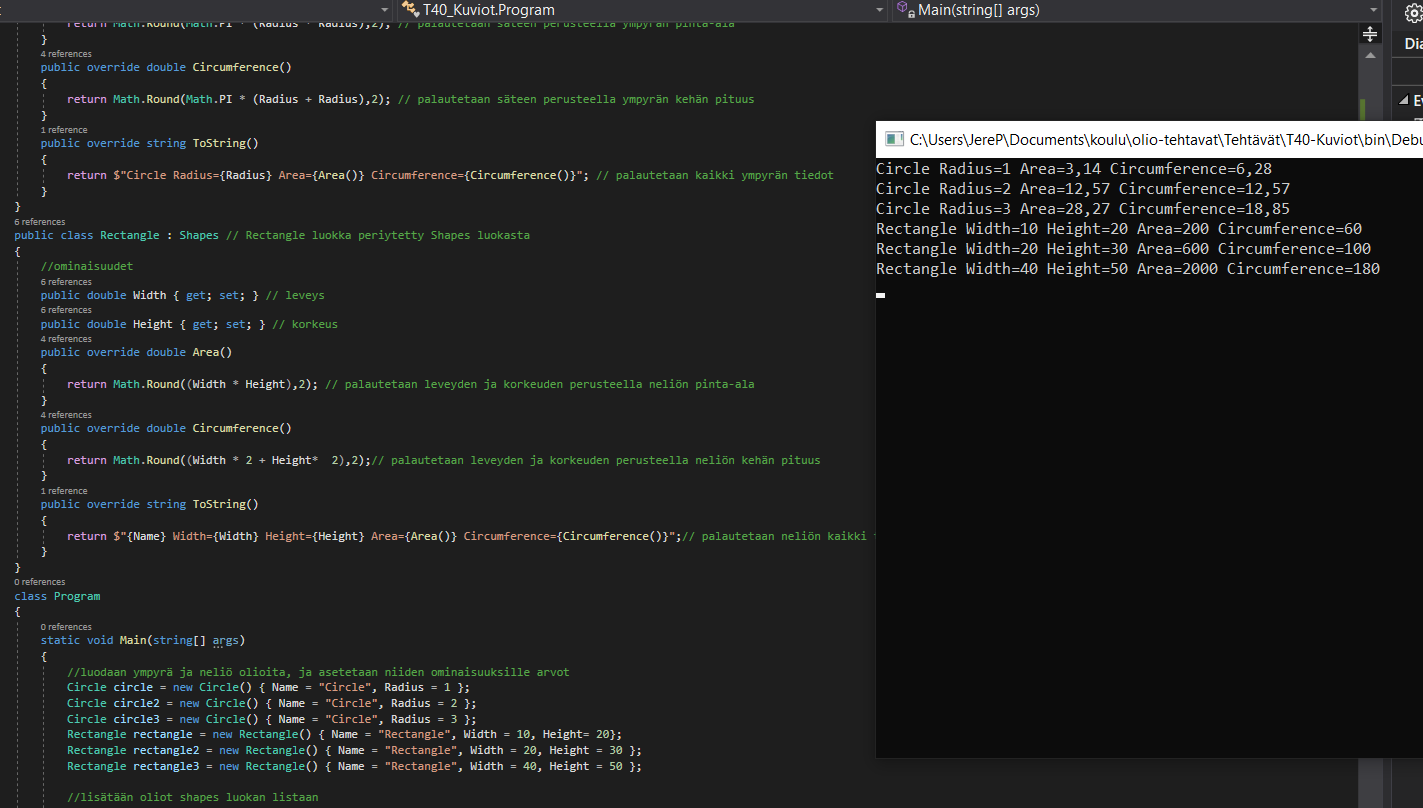 T40_Kuviot.Program
Main(string[] args)
return Math.Round(Math.PI * (Radius * Radius),2); // palautetaan säteen perusteella ympyrän pinta-ala
}
4 references
public override double Circumference()
{
return Math.Round(Math.PI * (Radius + Radius),2); // palautetaan säteen perusteella ympyrän kehän pituus
}
1 reference
public override string ToString()
{
return $"Circle Radius={Radius} Area={Area()} Circumference={Circumference()}"; // palautetaan kaikki ympyrän tiedot
}
}
6 references
public class Rectangle : Shapes // Rectangle luokka periytetty Shapes luokasta
{
//ominaisuudet
6 references
public double Width { get; set; } // leveys
6 references
public double Height { get; set; } // korkeus
4 references
public override double Area()
{
return Math.Round((Width * Height),2); // palautetaan leveyden ja korkeuden perusteella neliön pinta-ala
}
4 references
public override double Circumference()
{
return Math.Round((Width * 2 + Height*  2),2);// palautetaan leveyden ja korkeuden perusteella neliön kehän pituus
}
1 reference
public override string ToString()
{
return $"{Name} Width={Width} Height={Height} Area={Area()} Circumference={Circumference()}";// palautetaan neliön kaikki
}
}
0 references
class Program
{
0 references
static void Main(string[] args)
{
//luodaan ympyrä ja neliö olioita, ja asetetaan niiden ominaisuuksille arvot
Circle circle = new Circle() { Name = "Circle", Radius = 1 };
Circle circle2 = new Circle() { Name = "Circle", Radius = 2 };
Circle circle3 = new Circle() { Name = "Circle", Radius = 3 };
Rectangle rectangle = new Rectangle() { Name = "Rectangle", Width = 10, Height= 20};
Rectangle rectangle2 = new Rectangle() { Name = "Rectangle", Width = 20, Height = 30 };
Rectangle rectangle3 = new Rectangle() { Name = "Rectangle", Width = 40, Height = 50 };
//lisätään oliot shapes luokan listaan
C:\Users\JereP\Documents\koulu\olio-tehtavat\Tehtävät\T40-Kuviot\bin\Debu
Circle Radius=1 Area=3,14 Circumference=6,28
Circle Radius=2 Area=12,57 Circumference=12,57
Circle Radius=3 Area=28,27 Circumference=18,85
Rectangle Width=10 Height=20 Area=200 Circumference=60
Rectangle Width=20 Height=30 Area=600 Circumference=100
Rectangle Width=40 Height=50 Area=2000 Circumference=180
Dia